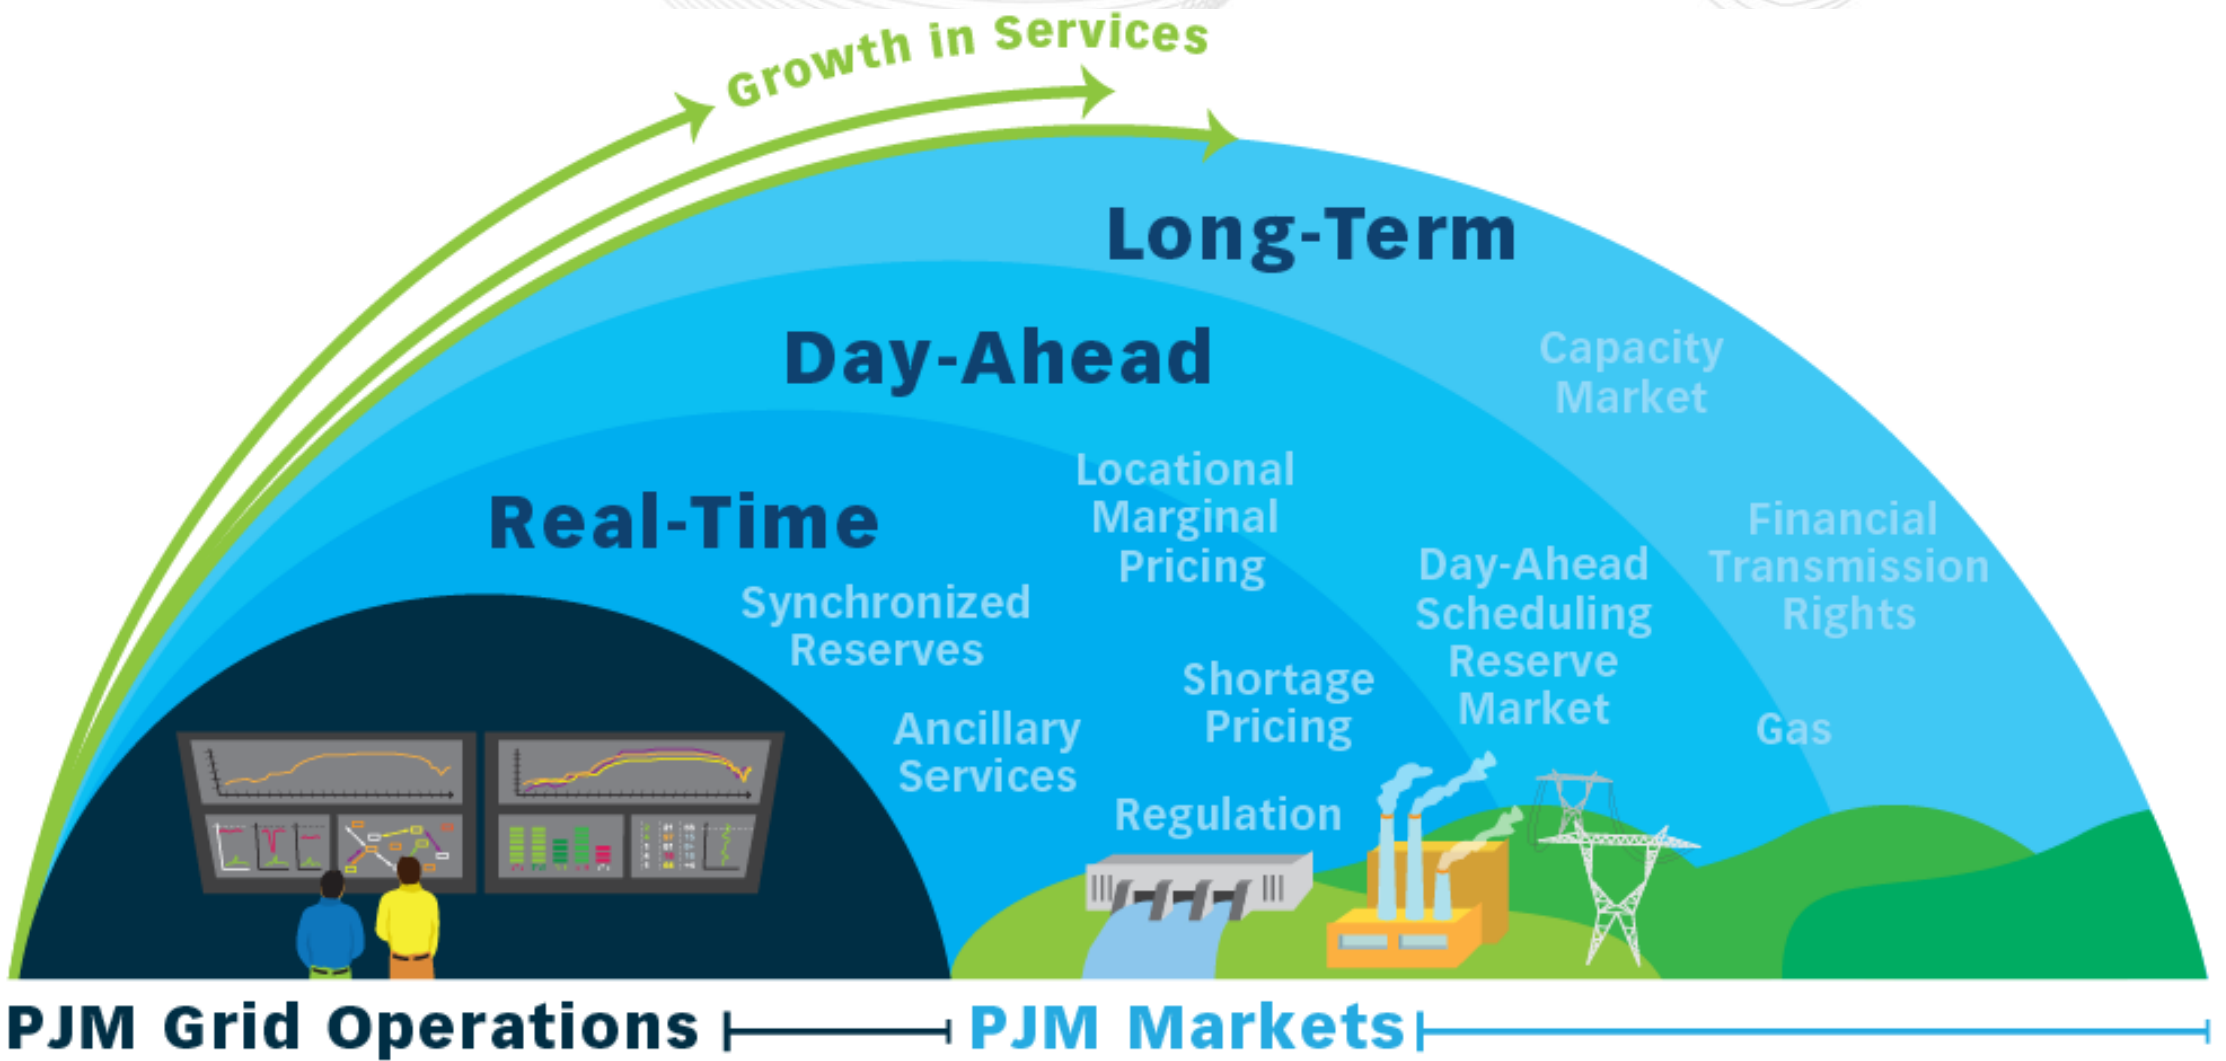 Growth in Services
Long-Term
Day-Ahead
Real-Time
Capacity
Market
Locational
Marginal
Pricing
Financial
Transmission
Rights
Day-Ahead
Scheduling
Reserve
Market
Synchronized
Reserves
Shortage
Pricing
Ancillary
Services
Gas
Regulation
PJM Grid Operations
PJM Markets